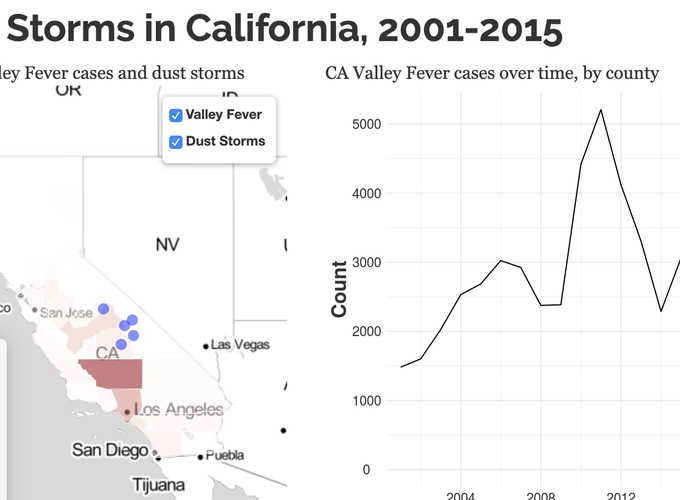 Storms in California, 2001-2015
ley Fever cases and dust storms
CA Valley Fever cases over time, by county
OR
ID
Valley Fever
Dust Storms
NV
co
San Jose
CA
Las Vegas
Los Angeles
San Diego
Puebla
Tijuana
Count
5000
4000
3000
2000
1000
0
2004
2008
2012